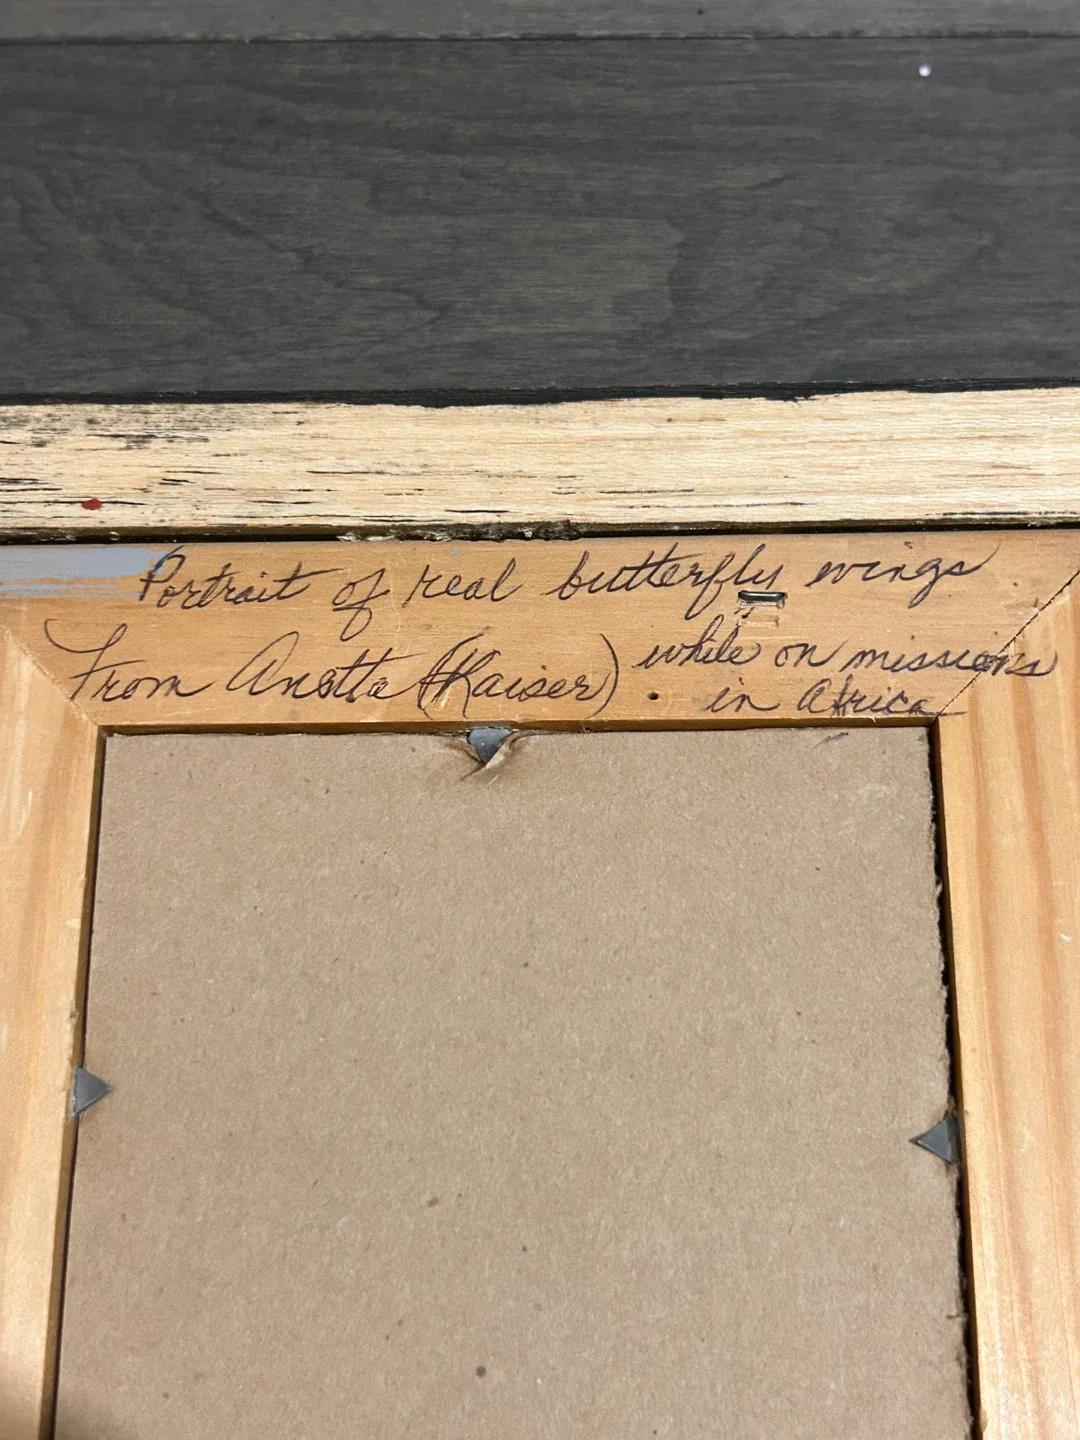 Portrait of real butterfly wings
From Anetta (Kaiser). while on missions
in Africa